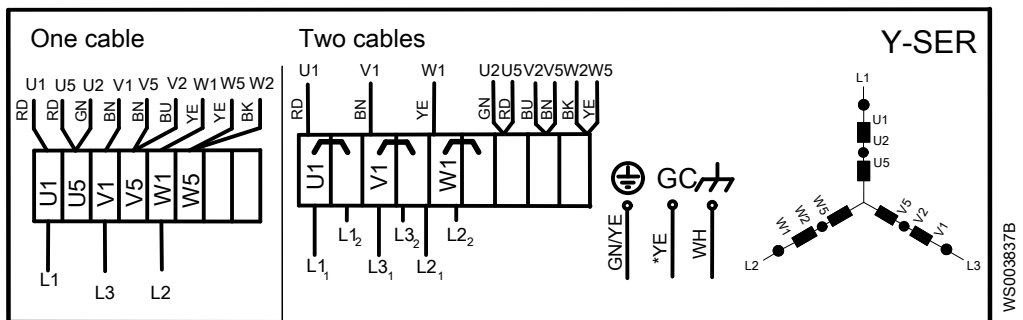 One cable
Two cables
Y-SER
U1 U5 U2 V1 V5 V2 W1 W5 W2
RD RD GN BN BN BU YE YE BK
U1 U5 V1 V5 W1 W5
L1 L3 L2
U1 V1 W1 U2 U5 V2 V5 W2 W5
RD BN YE GN RD BU BN BK YE
U1 V1 W1
L1₂ L3₂ L2₂
L1₁ L3₁ L2₁
GC
GN/YE *YE WH
L1
U1
U2
U5
W1 W2 W5 V5 V2 V1
L2 L3
WS003837B